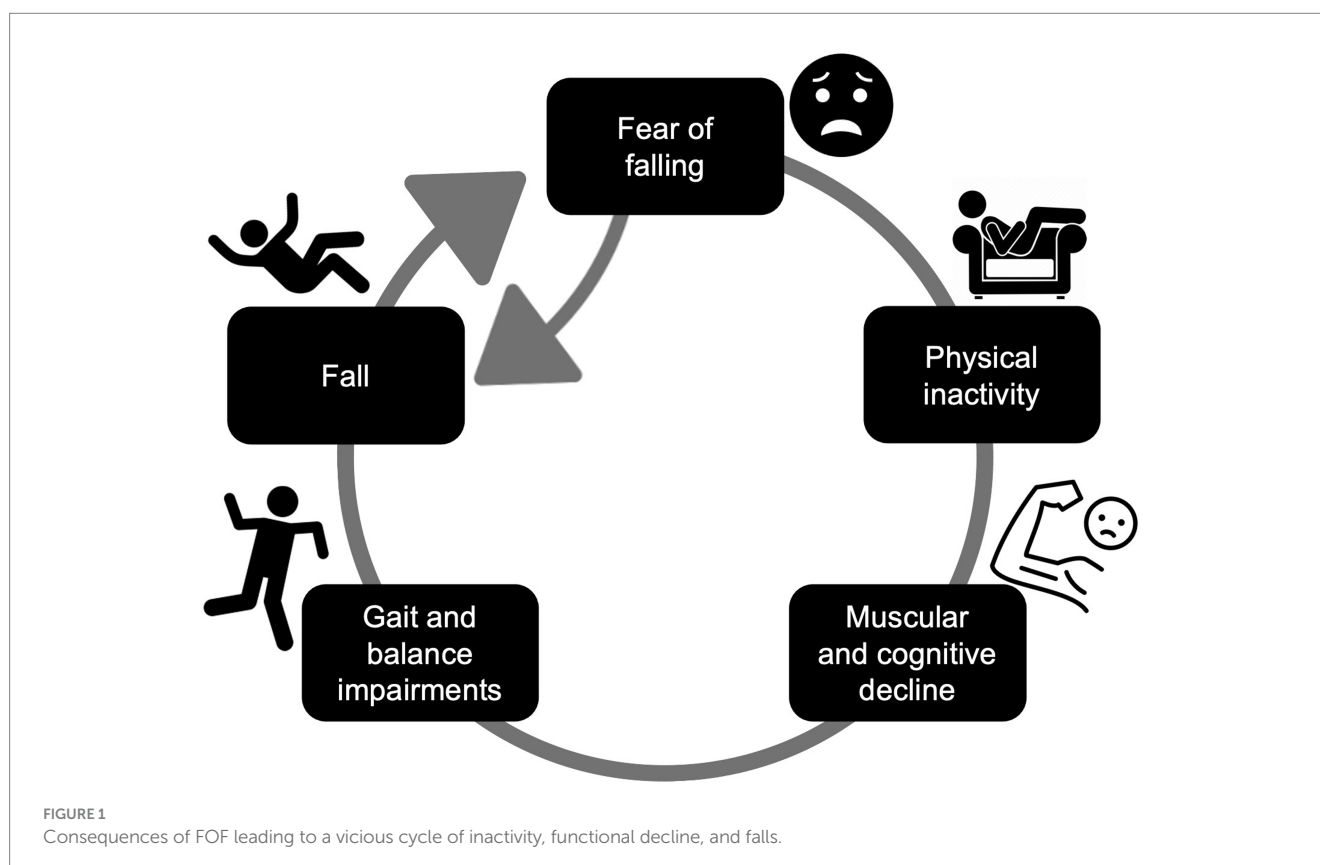 Fear of
falling
Physical
inactivity
Muscular
and cognitive
decline
Gait and
balance
impairments
Fall
FIGURE 1
Consequences of FOF leading to a vicious cycle of inactivity, functional decline, and falls.